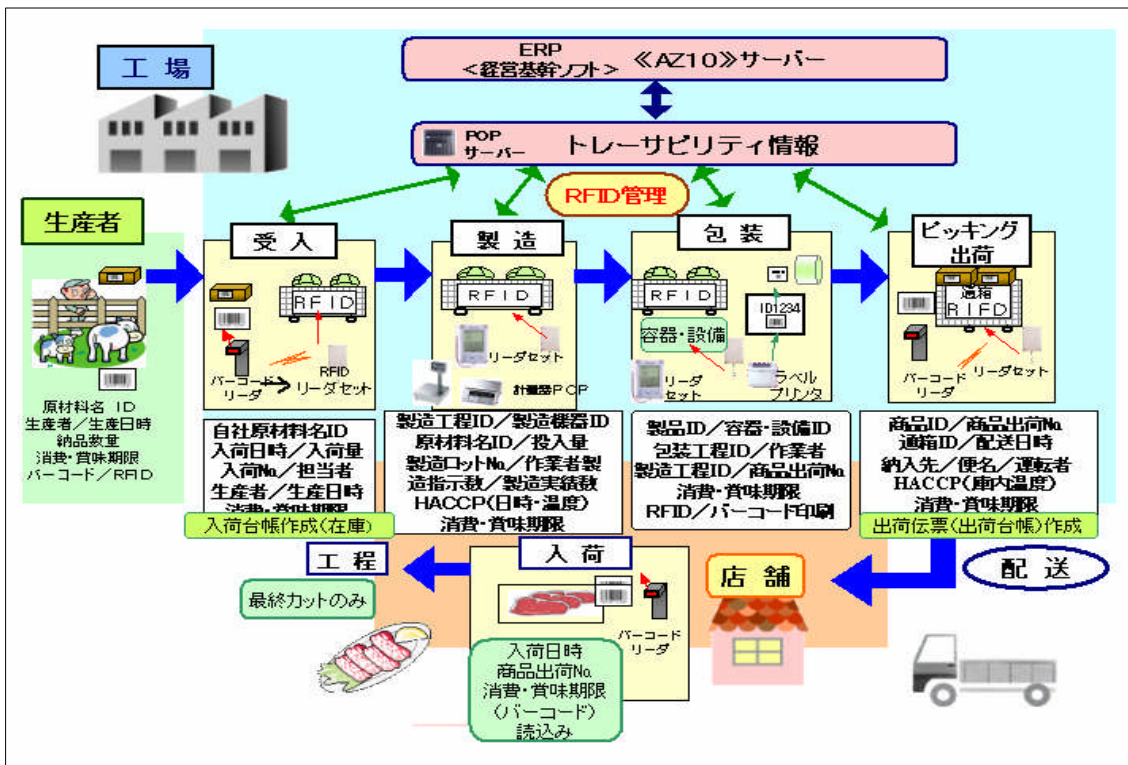 工場
ERP
<経営基幹ソフト>
≪AZ10≫サーバー
POP
サーバー
トレーサビリティ情報
RFID管理
生産者
原材料名 ID
生産者/生産日時
納品数量
消費・賞味期限
バーコード/RFID
受入
RFID
バーコード
リーダ
RFID
リーダセット
自社原材料名ID
入荷日時/入荷量
入荷No/担当者
生産者/生産日時
消費・賞味期限
入荷台帳作成(在庫)
製造
RFID
リーダセット
計量器POP
製造工程ID/製造機器ID
原材料名ID/投入量
製造ロットNo/作業者製
造指示数/製造実績数
HACCP(日時・温度)
消費・賞味期限
包装
RFID
ID1234
容器・設備
リーダ
セット
ラベル
プリンタ
製品ID/容器・設備ID
包装工程ID/作業者
製造工程ID/商品出荷No
消費・賞味期限
RFID/バーコード印刷
ピッキング
出荷
通箱
RIFD
バーコード
リーダ
リーダセット
商品ID/商品出荷No
通箱ID/配送日時
納入先/便名/運転者
HACCP(庫内温度)
消費・賞味期限
出荷伝票(出荷台帳)作成
配送
店舗
入荷
バーコード
リーダ
入荷日時
商品出荷No
消費・賞味期限
(バーコード)
読込み
工程
最終カットのみ